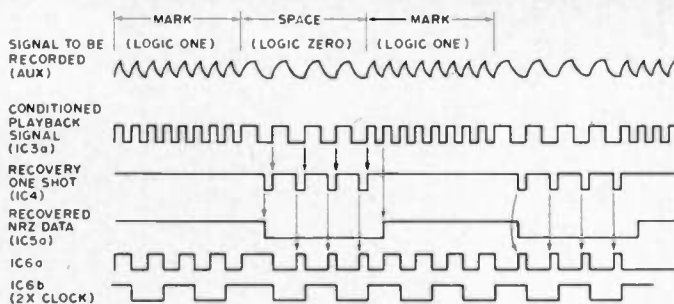 MARK SPACE MARK
(LOGIC ONE) (LOGIC ZERO) (LOGIC ONE)
SIGNAL TO BE
RECORDED
(AUX)
CONDITIONED
PLAYBACK
SIGNAL
(IC3a)
RECOVERY
ONE SHOT
(IC4)
RECOVERED
NRZ DATA
(IC5a)
IC6a
IC6b
(2X CLOCK)